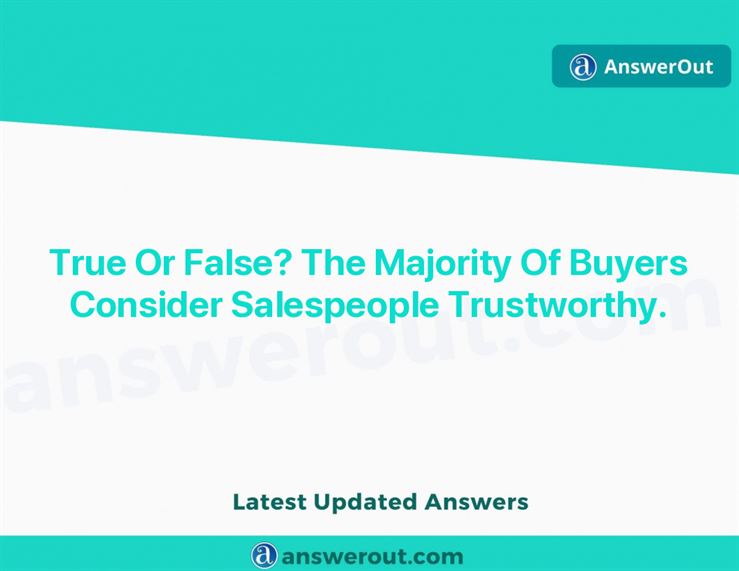 AnswerOut
True Or False? The Majority Of Buyers
Consider Salespeople Trustworthy.
answerout.com
Latest Updated Answers
answerout.com